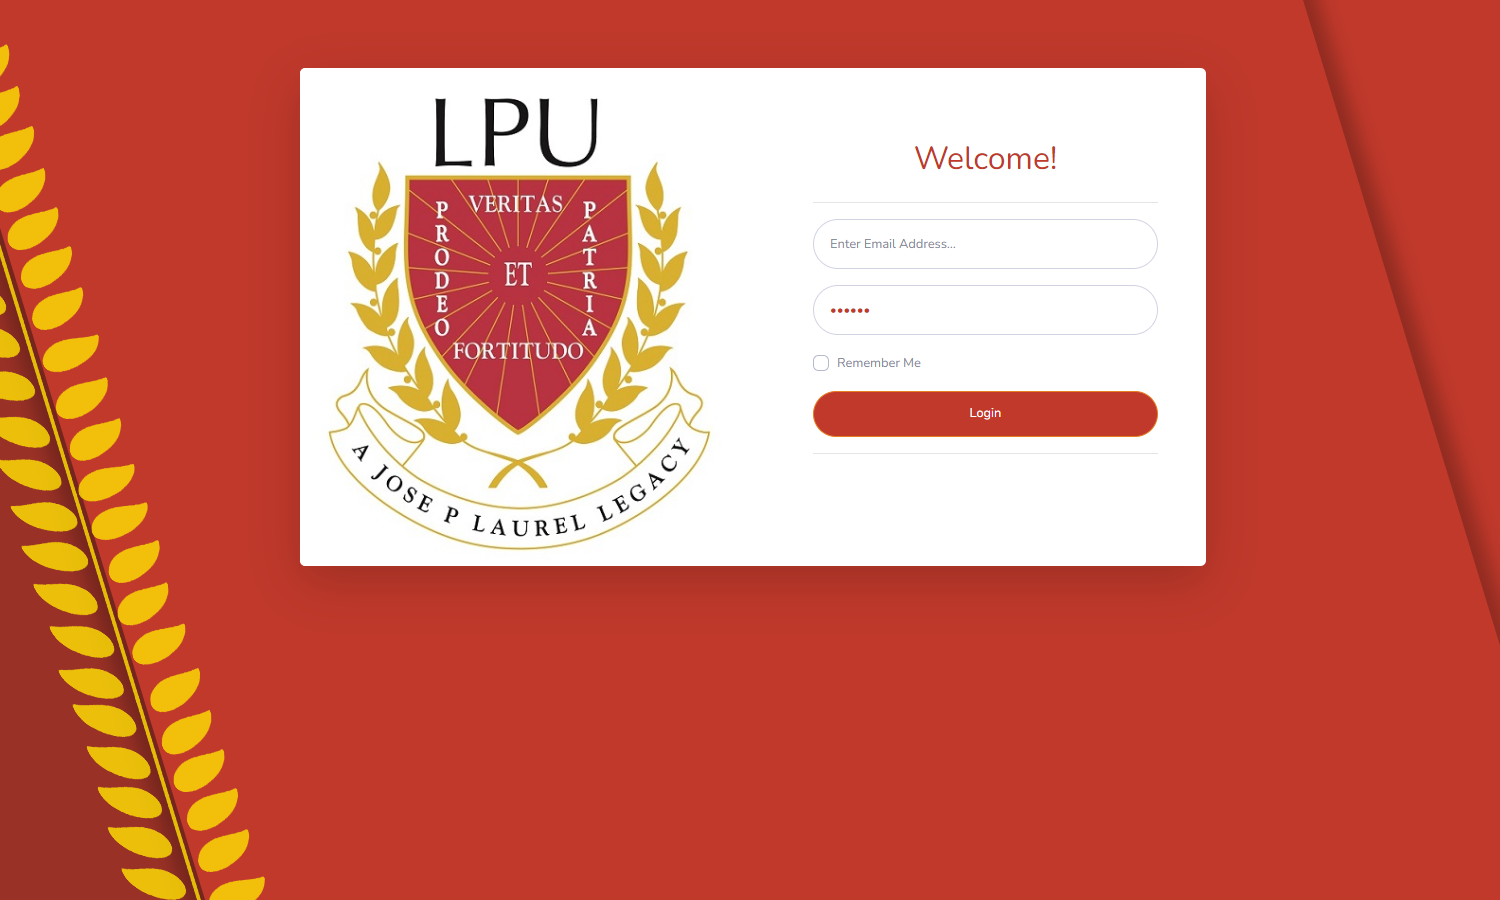 LPU
VERITAS
PRODEO
ET
PATRIA
FORTITUDO
A JOSE P LAUREL LEGACY
Welcome!
Enter Email Address...
••••••
Remember Me
Login